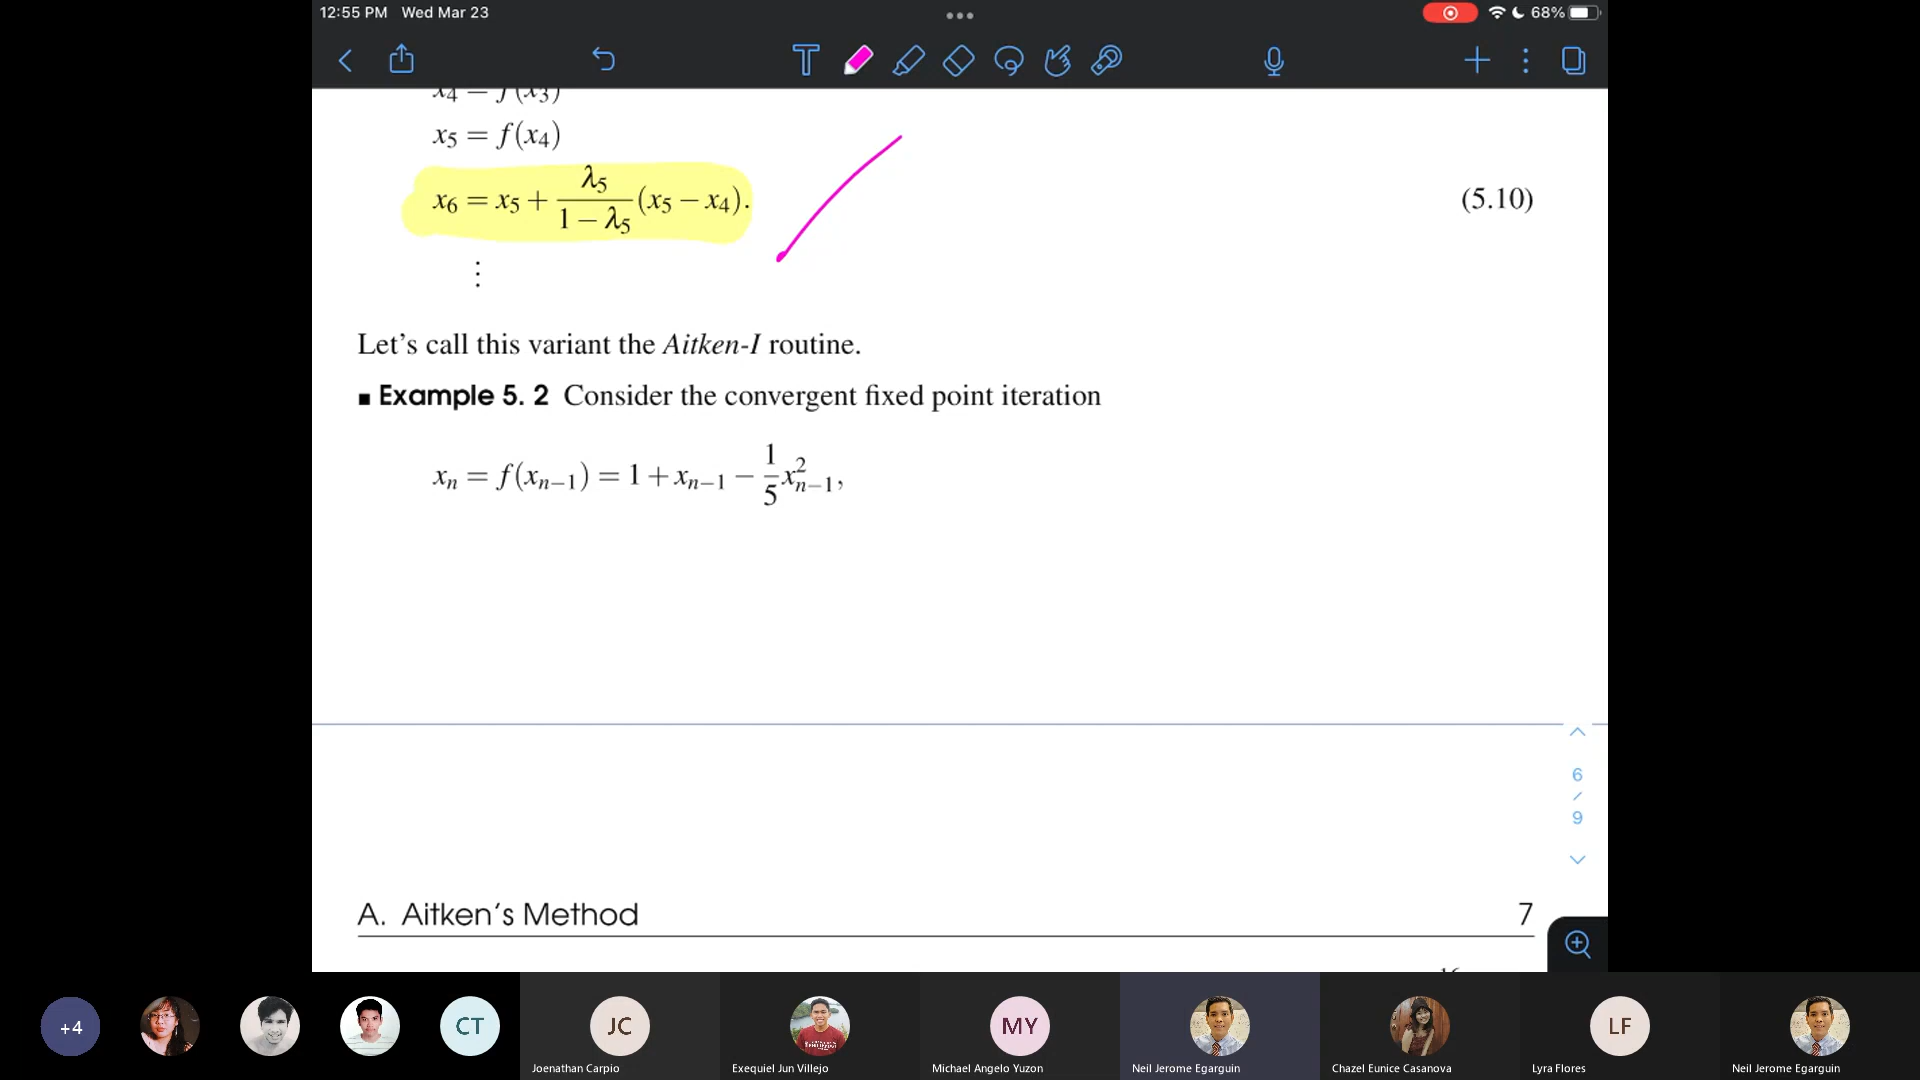 12:55 PM Wed Mar 23
68%
x₄ = f(x₃)
x₅ = f(x₄)
x₆ = x₅ + λ₅/(1 − λ₅) (x₅ − x₄). (5.10)
⋮
Let's call this variant the Aitken-I routine.
■ Example 5. 2 Consider the convergent fixed point iteration
xₙ = f(xₙ₋₁) = 1 + xₙ₋₁ − 1/5 x²ₙ₋₁,
6
/
9
A. Aitken's Method 7
+4
CT
JC
MY
LF
Joenathan Carpio
Exequiel Jun Villejo
Michael Angelo Yuzon
Neil Jerome Egarguin
Chazel Eunice Casanova
Lyra Flores
Neil Jerome Egarguin